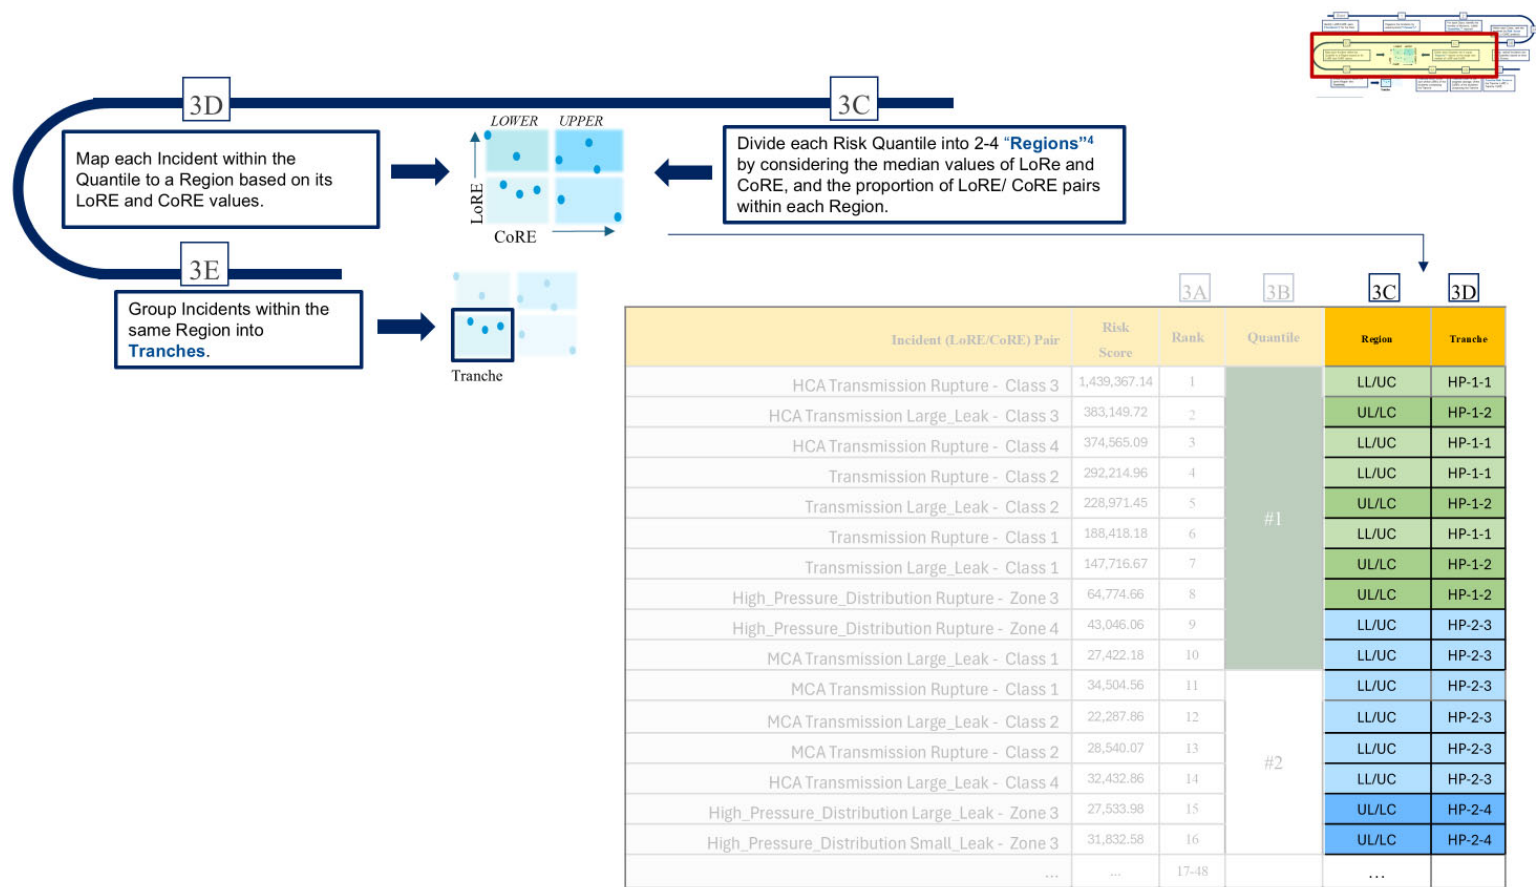 3D
3C
Map each Incident within the
Quantile to a Region based on its
LoRE and CoRE values.
LOWER UPPER
LoRE
CoRE
Divide each Risk Quantile into 2-4 “Regions”4
by considering the median values of LoRe and
CoRE, and the proportion of LoRE/ CoRE pairs
within each Region.
3E
Group Incidents within the
same Region into
Tranches.
Tranche
3A 3B 3C 3D
Incident (LoRE/CoRE) Pair Risk Score Rank Quantile Region Tranche
HCA Transmission Rupture - Class 3 1,439,367.14 1 LL/UC HP-1-1
HCA Transmission Large_Leak - Class 3 383,149.72 2 UL/LC HP-1-2
HCA Transmission Rupture - Class 4 374,565.09 3 LL/UC HP-1-1
Transmission Rupture - Class 2 292,214.96 4 LL/UC HP-1-1
Transmission Large_Leak - Class 2 228,971.45 5 #1 UL/LC HP-1-2
Transmission Rupture - Class 1 188,418.18 6 LL/UC HP-1-1
Transmission Large_Leak - Class 1 147,716.67 7 UL/LC HP-1-2
High_Pressure_Distribution Rupture - Zone 3 64,774.66 8 UL/LC HP-1-2
High_Pressure_Distribution Rupture - Zone 4 43,046.06 9 LL/UC HP-2-3
MCA Transmission Large_Leak - Class 1 27,422.18 10 LL/UC HP-2-3
MCA Transmission Rupture - Class 1 34,504.56 11 LL/UC HP-2-3
MCA Transmission Large_Leak - Class 2 22,287.86 12 LL/UC HP-2-3
MCA Transmission Rupture - Class 2 28,540.07 13 #2 LL/UC HP-2-3
HCA Transmission Large_Leak - Class 4 32,432.86 14 LL/UC HP-2-3
High_Pressure_Distribution Large_Leak - Zone 3 27,533.98 15 UL/LC HP-2-4
High_Pressure_Distribution Small_Leak - Zone 3 31,832.58 16 UL/LC HP-2-4
... ... 17-48 ...